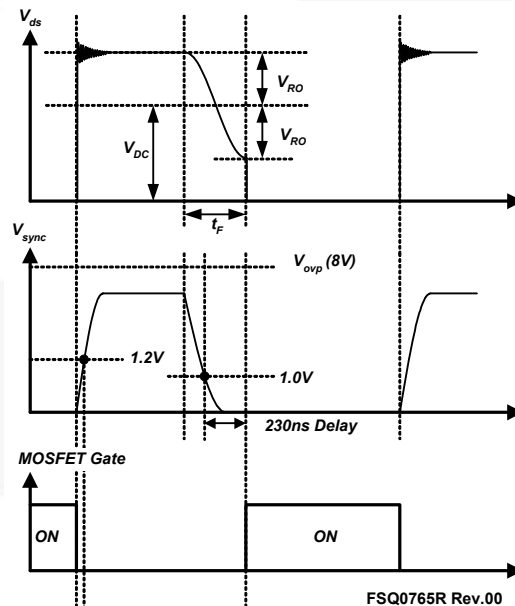 Vds
VRO
VRO
VDC
tF
Vsync
Vovp (8V)
1.2V
1.0V
230ns Delay
MOSFET Gate
ON
ON
FSQ0765R Rev.00